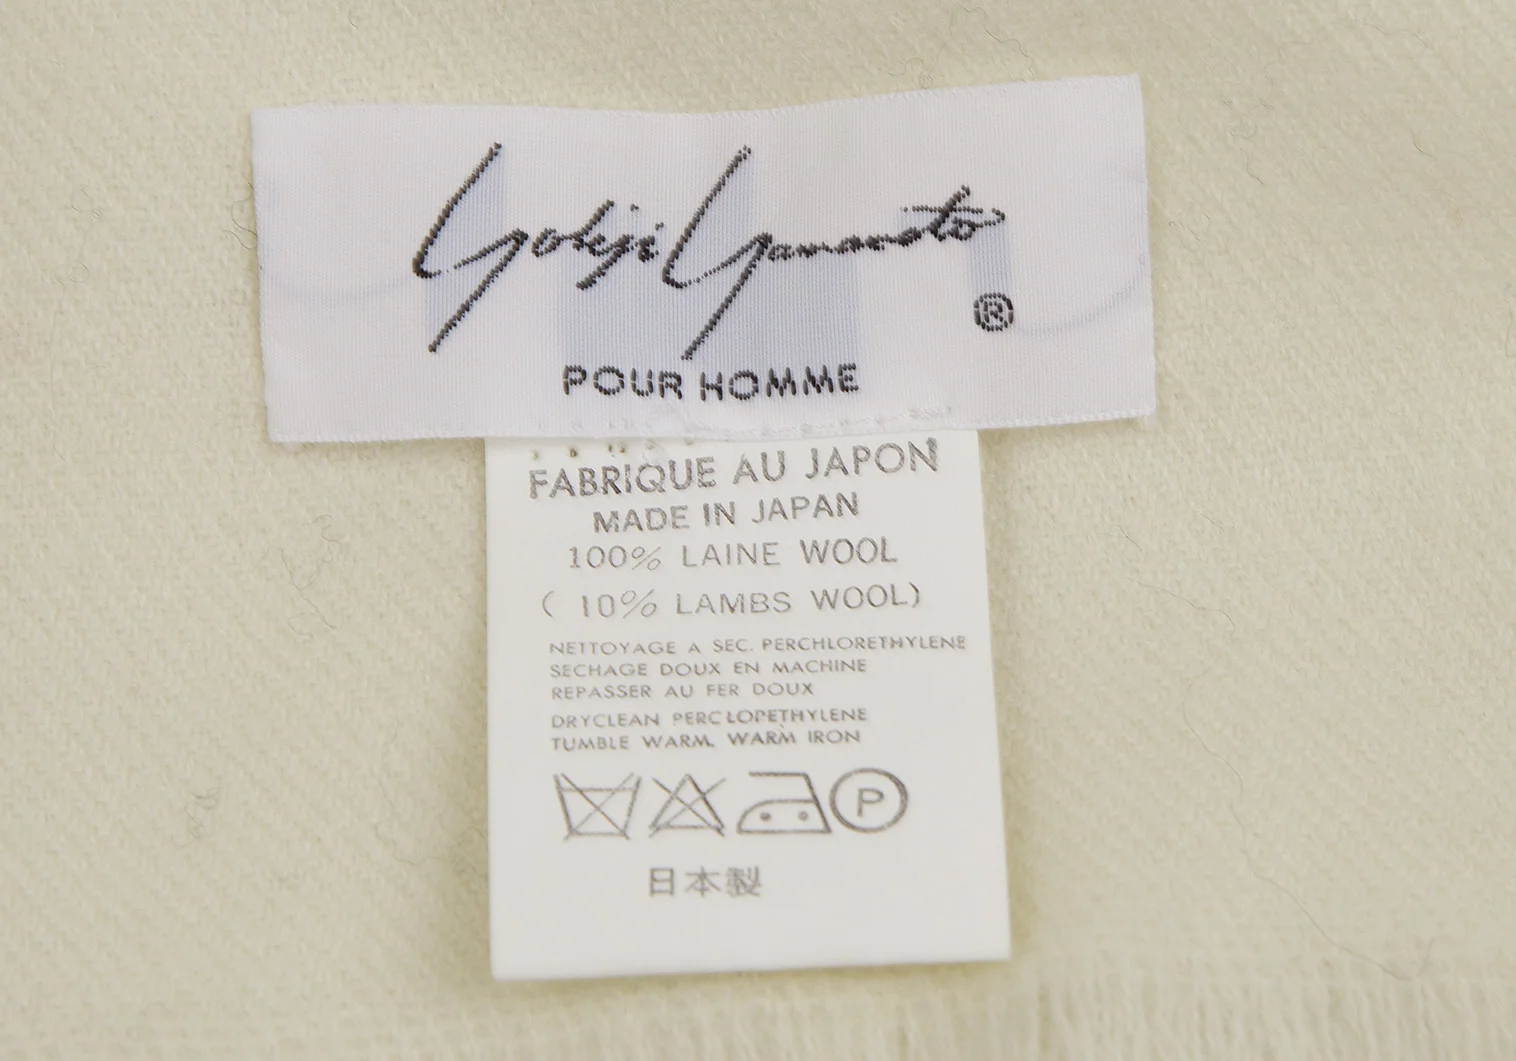 Yohji Yamamoto
®
POUR HOMME
FABRIQUE AU JAPON
MADE IN JAPAN
100% LAINE WOOL
( 10% LAMBS WOOL)
NETTOYAGE A SEC. PERCHLORETHYLENE
SECHAGE DOUX EN MACHINE
REPASSER AU FER DOUX
DRYCLEAN PERCLOPETHYLENE
TUMBLE WARM. WARM IRON
P
日本製